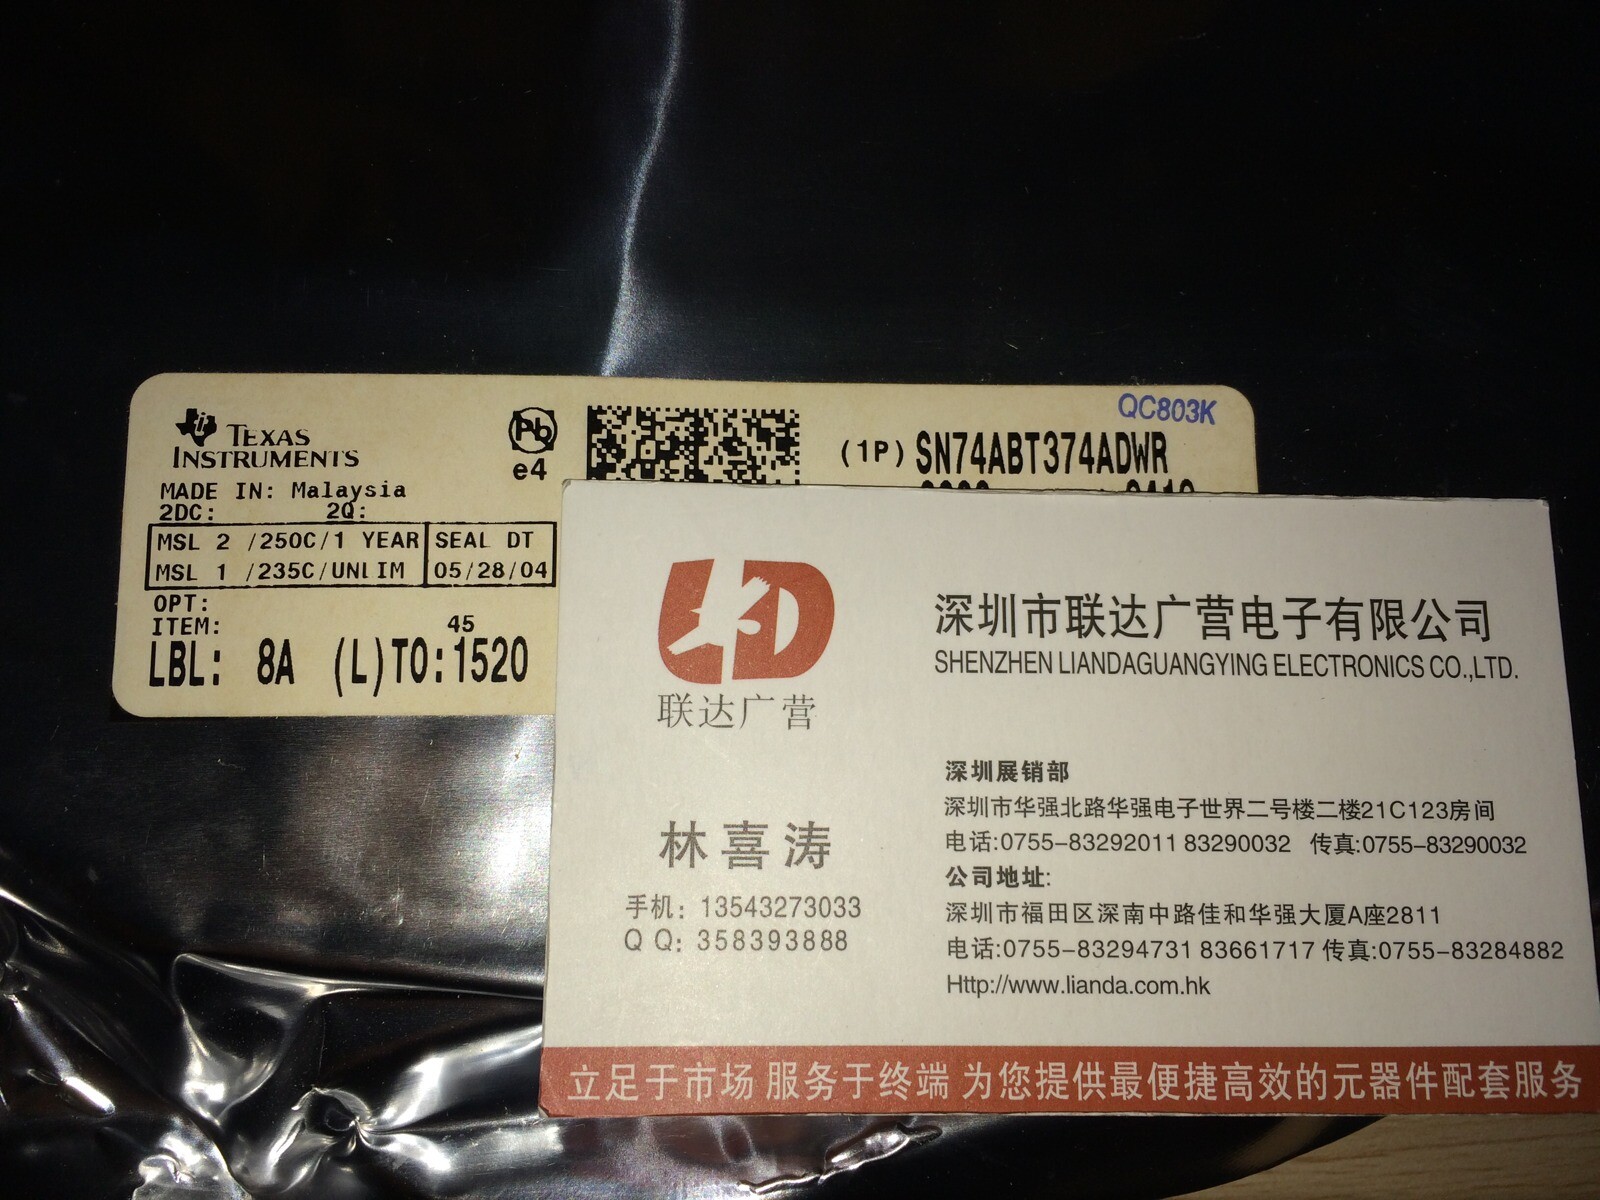 QC803K
TEXAS
INSTRUMENTS
Pb
e4
(1P) SN74ABT374ADWR
MADE IN: Malaysia
2DC: 2Q:
MSL 2 /250C/1 YEAR SEAL DT
MSL 1 /235C/UNLIM 05/28/04
OPT:
ITEM: 45
LBL: 8A (L)TO:1520
LD
联达广营
深圳市联达广营电子有限公司
SHENZHEN LIANDAGUANGYING ELECTRONICS CO.,LTD.
林喜涛
手机：13543273033
QQ：358393888
深圳展销部
深圳市华强北路华强电子世界二号楼二楼21C123房间
电话:0755-83292011 83290032 传真:0755-83290032
公司地址:
深圳市福田区深南中路佳和华强大厦A座2811
电话:0755-83294731 83661717 传真:0755-83284882
Http://www.lianda.com.hk
立足于市场 服务于终端 为您提供最便捷高效的元器件配套服务